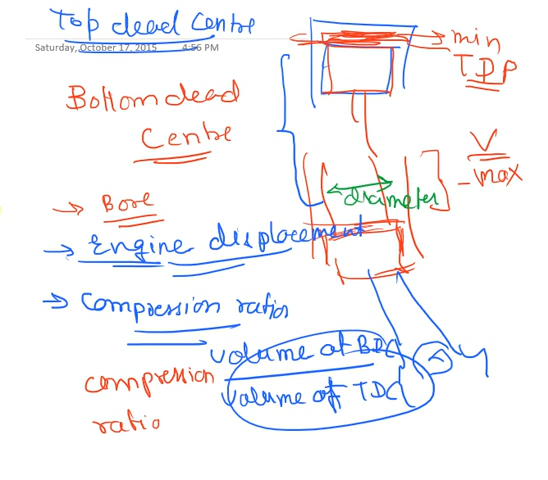 Top dead Centre
Saturday, October 17, 2015 4:56 PM
min
TDP
Bottom dead
Centre
V
-max
→ Bore
diameter
→ Engine displacement
→ Compression ratio
volume at BDC
volume of TDC
compression
ratio